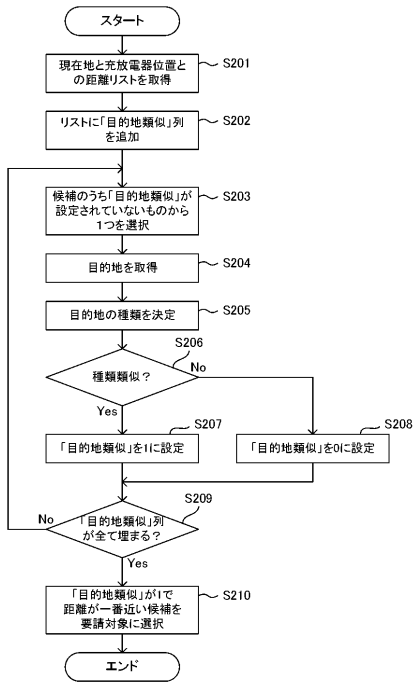 スタート
現在地と充放電器位置と
の距離リストを取得
S201
リストに「目的地類似」列
を追加
S202
候補のうち「目的地類似」が
設定されていないものから
1つを選択
S203
目的地を取得
S204
目的地の種類を決定
S205
種類類似？
S206
No
Yes
「目的地類似」を1に設定
S207
「目的地類似」を0に設定
S208
「目的地類似」列
が全て埋まる？
S209
No
Yes
「目的地類似」が1で
距離が一番近い候補を
要請対象に選択
S210
エンド